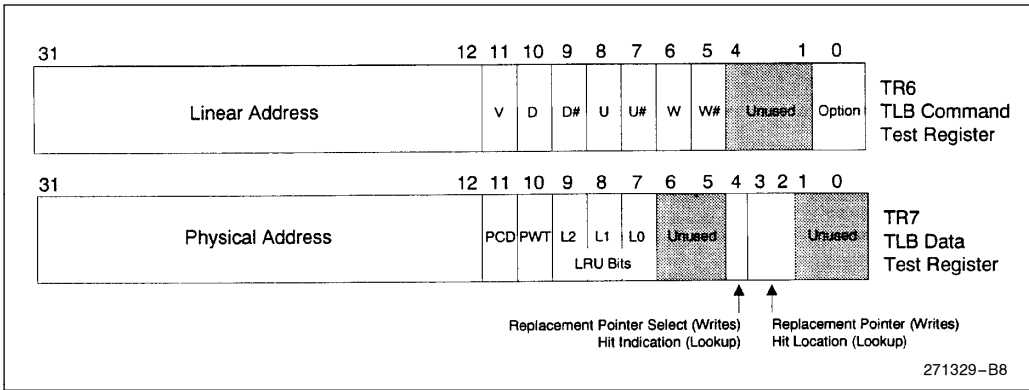 31 12 11 10 9 8 7 6 5 4 1 0
Linear Address V D D# U U# W W# Unused Option
TR6
TLB Command
Test Register
31 12 11 10 9 8 7 6 5 4 3 2 1 0
Physical Address PCD PWT L2 L1 L0 Unused Unused
LRU Bits
TR7
TLB Data
Test Register
Replacement Pointer Select (Writes)
Hit Indication (Lookup)
Replacement Pointer (Writes)
Hit Location (Lookup)
271329–B8